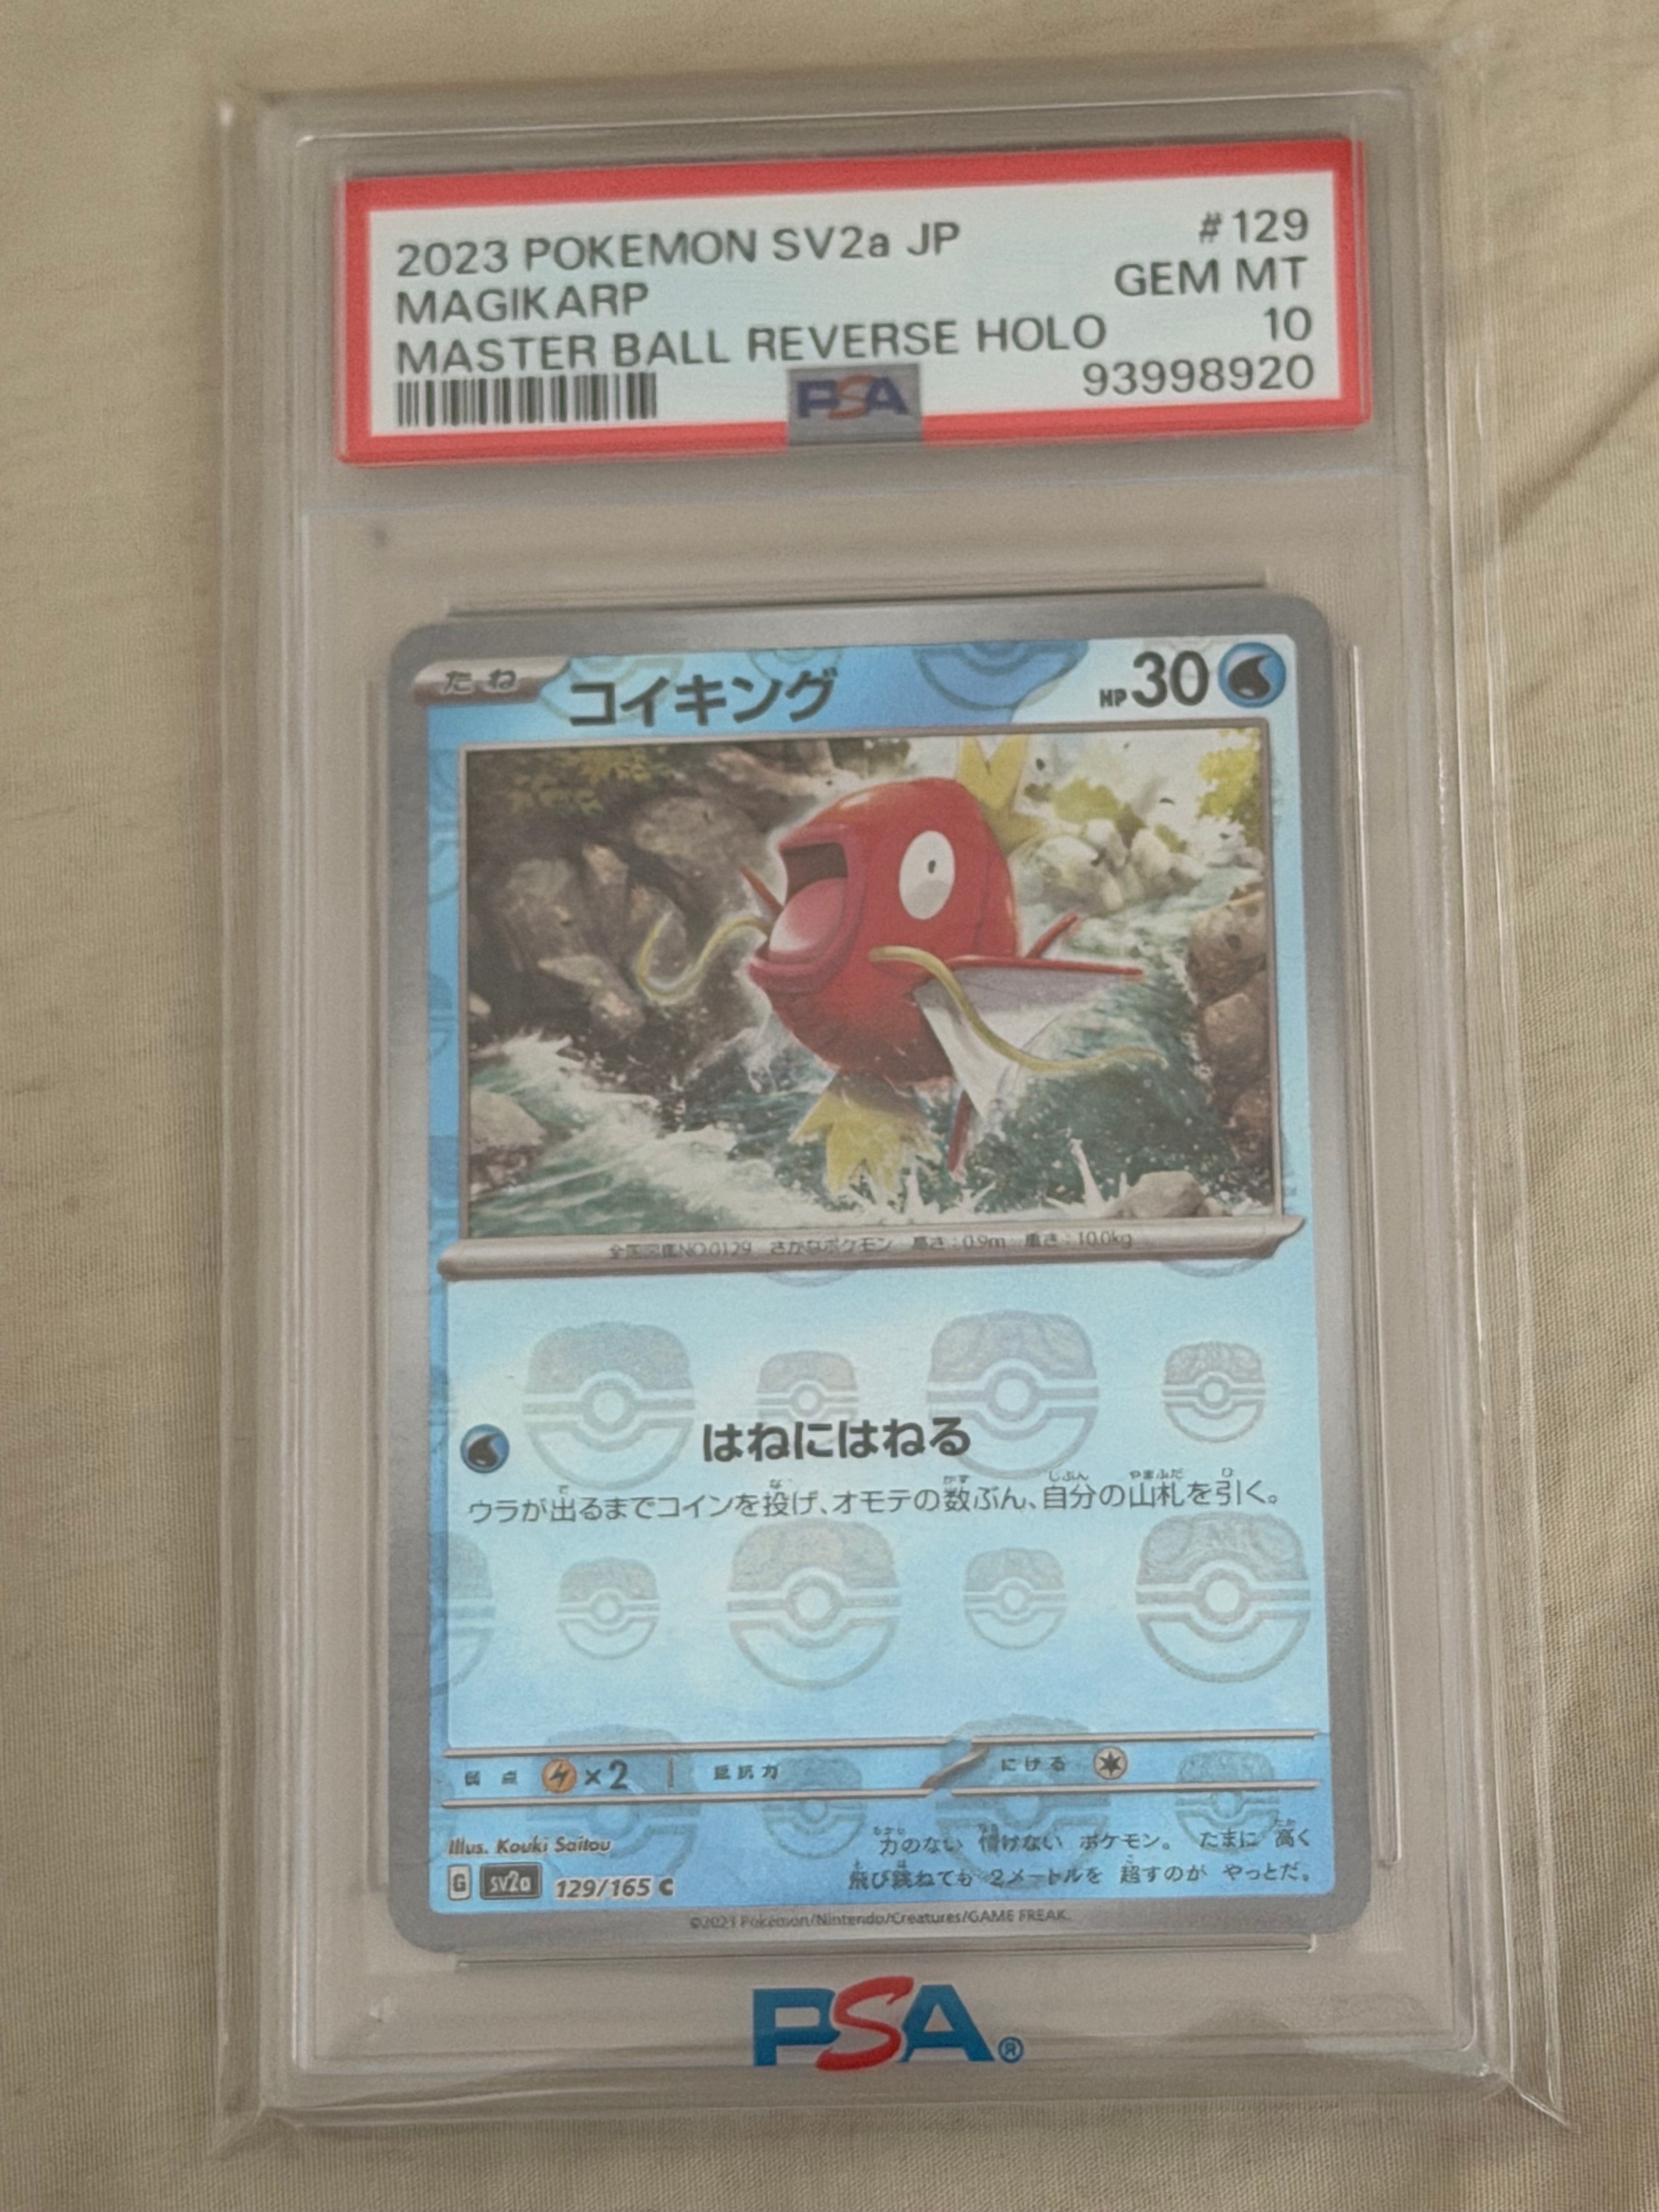 2023 POKEMON SV2a JP #129
MAGIKARP GEM MT
MASTER BALL REVERSE HOLO 10
93998920
PSA
たね コイキング HP 30
全国図鑑NO.0129 さかなポケモン 高さ:0.9m 重さ:10.0kg
はねにはねる
ウラが出るまでコインを投げ、オモテの数ぶん、自分の山札を引く。
弱点 ×2 抵抗力 にげる
Illus. Kouki Saitou
力のない 情けない ポケモン。 たまに 高く
飛び跳ねても 2メートルを 超すのが やっとだ。
G sv2a 129/165 C
©2023 Pokémon/Nintendo/Creatures/GAME FREAK.
PSA®